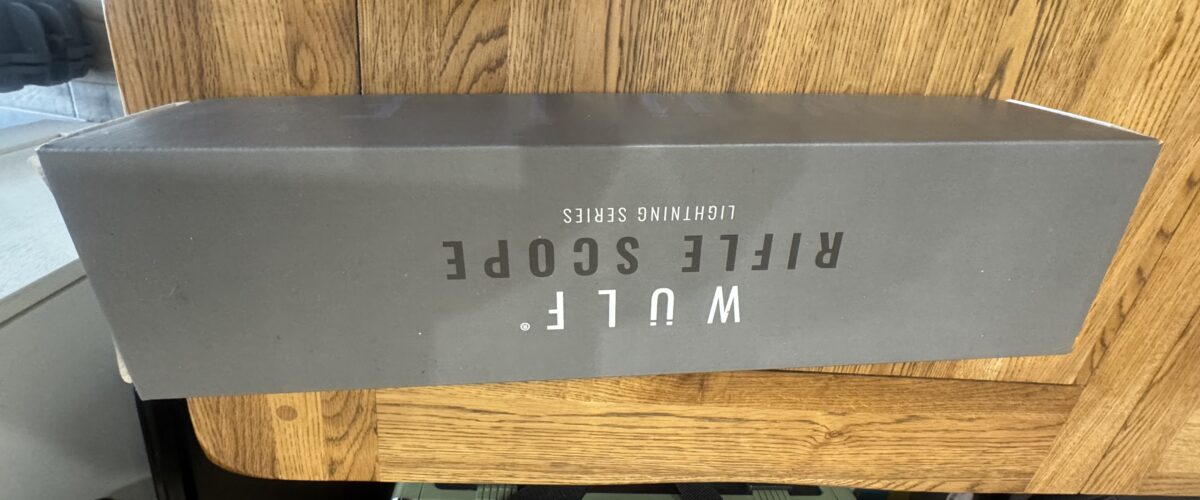 WÜLF®
RIFLE SCOPE
LIGHTNING SERIES